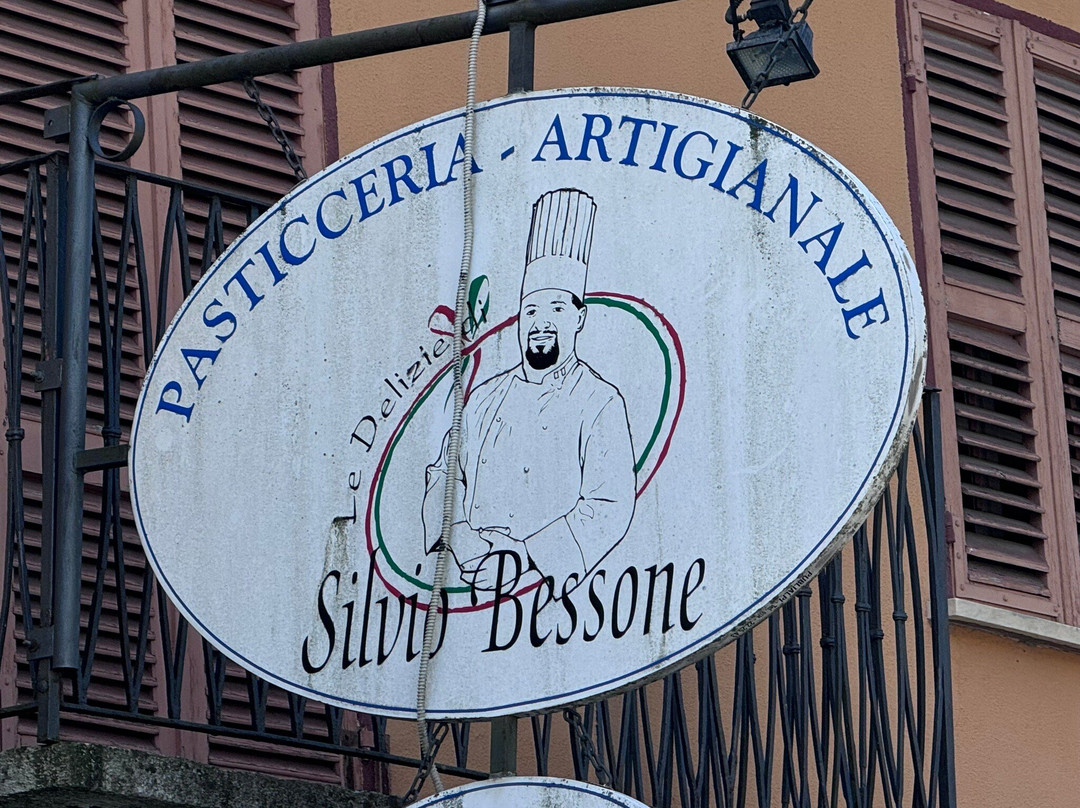 PASTICCERIA - ARTIGIANALE
Le Delizie di
Silvio Bessone